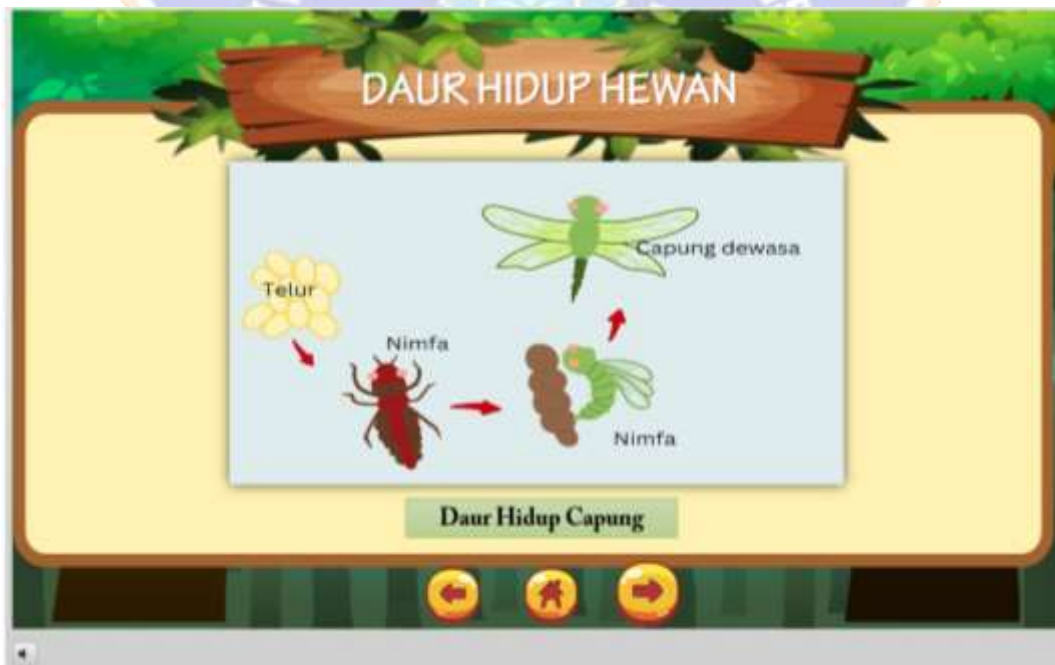 DAUR HIDUP HEWAN
Capung dewasa
Telur
Nimfa
Nimfa
Daur Hidup Capung